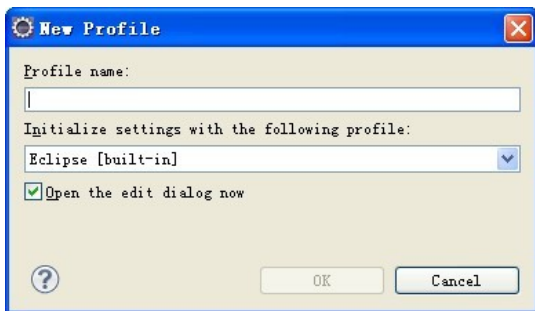 New Profile
Profile name:
Initialize settings with the following profile:
Eclipse [built-in]
Open the edit dialog now
?
OK
Cancel